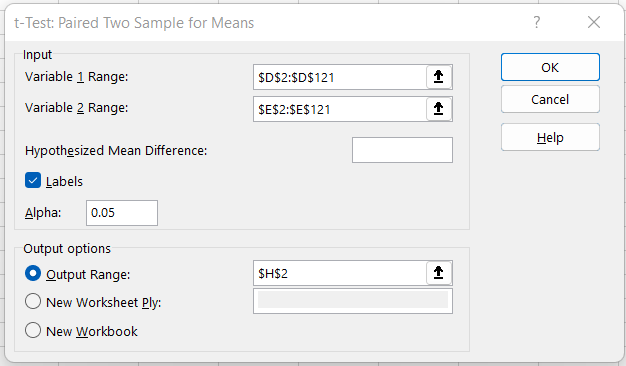 t-Test: Paired Two Sample for Means ?
Input
Variable 1 Range: $D$2:$D$121
Variable 2 Range: $E$2:$E$121
Hypothesized Mean Difference:
Labels
Alpha: 0.05
Output options
Output Range: $H$2
New Worksheet Ply:
New Workbook
OK
Cancel
Help